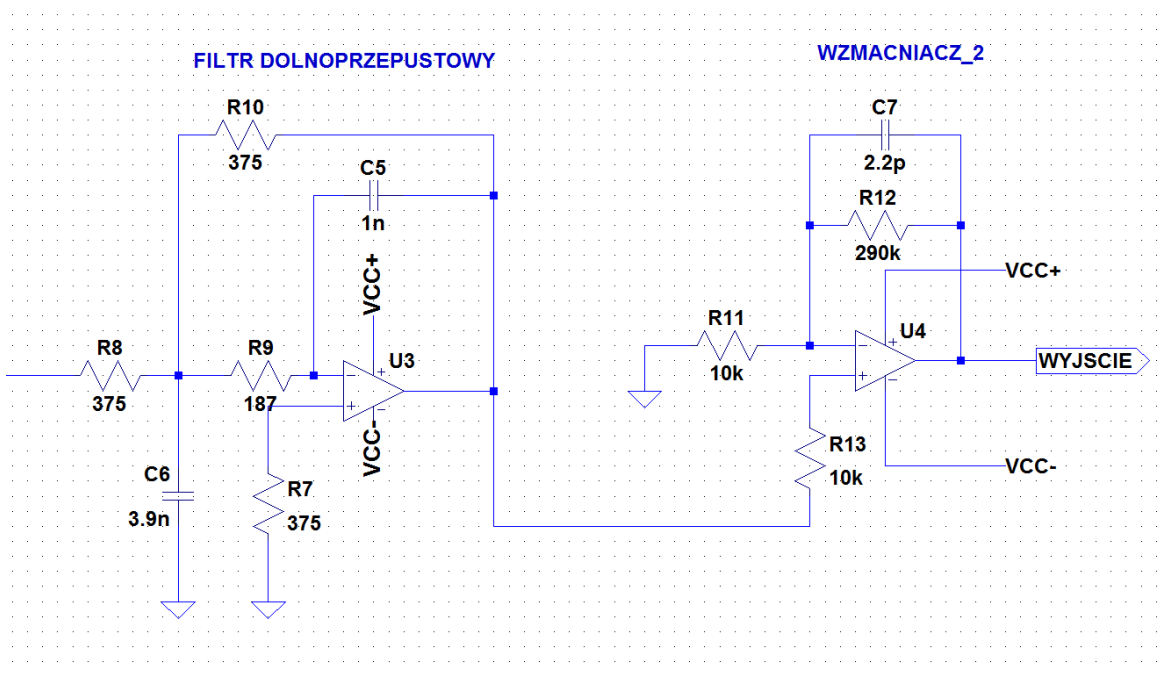 FILTR DOLNOPRZEPUSTOWY
WZMACNIACZ_2
R10
375
C5
1n
VCC+
R8
375
R9
187
U3
VCC-
C6
3.9n
R7
375
C7
2.2p
R12
290k
VCC+
R11
10k
U4
WYJSCIE
R13
10k
VCC-